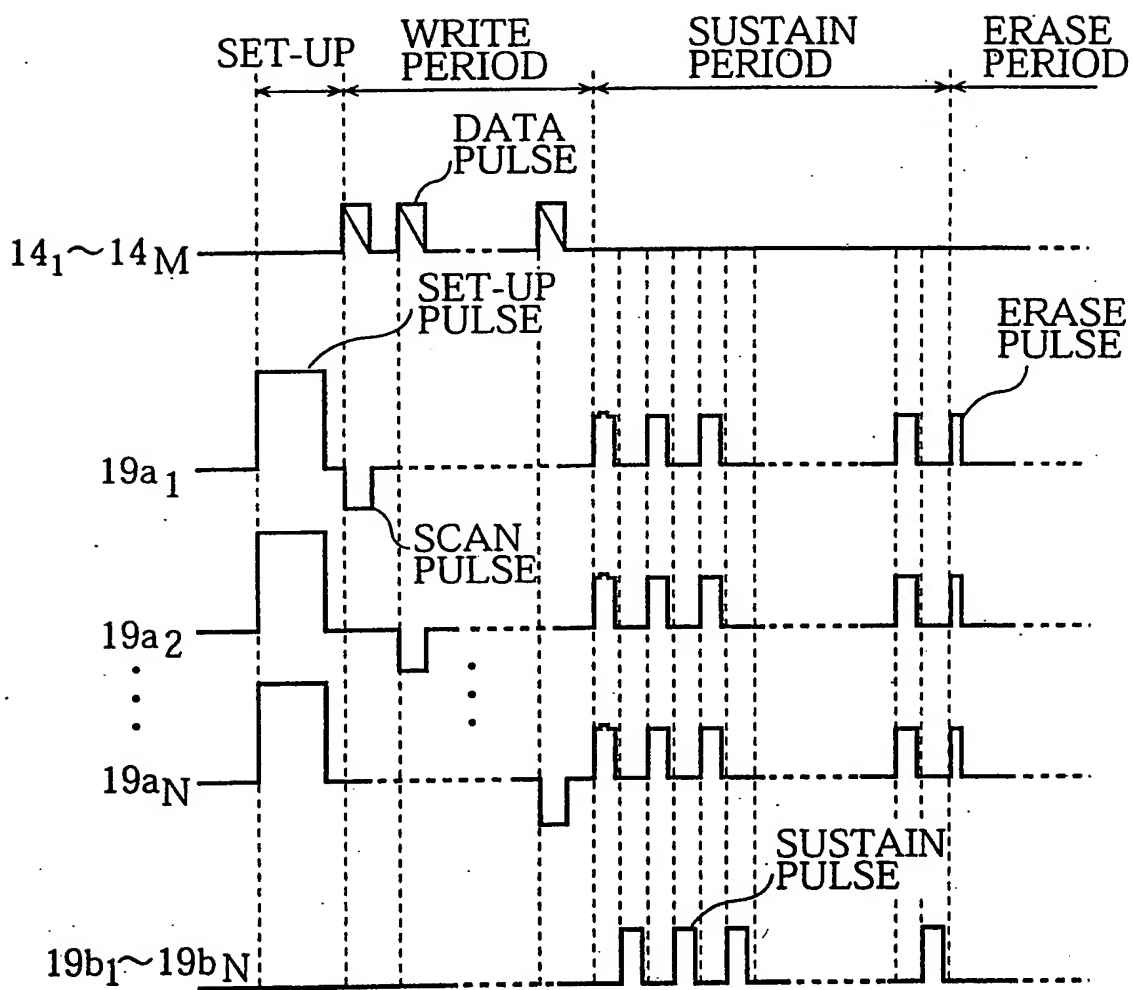 SET-UP
WRITE
PERIOD
SUSTAIN
PERIOD
ERASE
PERIOD
DATA
PULSE
14₁~14M
SET-UP
PULSE
ERASE
PULSE
19a₁
SCAN
PULSE
19a₂
19aN
SUSTAIN
PULSE
19b₁~19bN